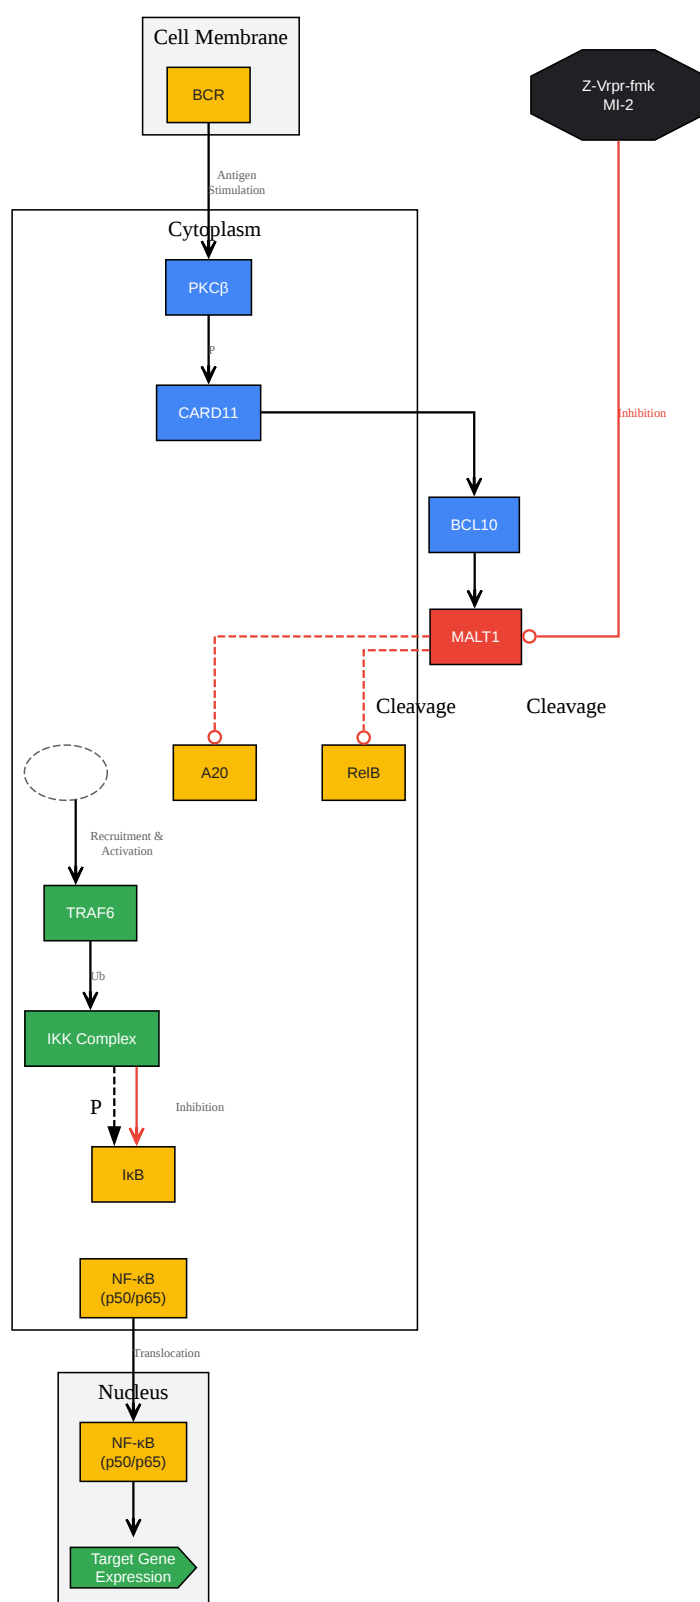 Cell Membrane
BCR
Z-Vrpr-fmk
MI-2
Antigen
Stimulation
Cytoplasm
PKCβ
P
CARD11
Inhibition
BCL10
MALT1
Cleavage
Cleavage
A20
RelB
Recruitment &
Activation
TRAF6
Ub
IKK Complex
P
Inhibition
IκB
NF-κB
(p50/p65)
Translocation
Nucleus
NF-κB
(p50/p65)
Target Gene
Expression